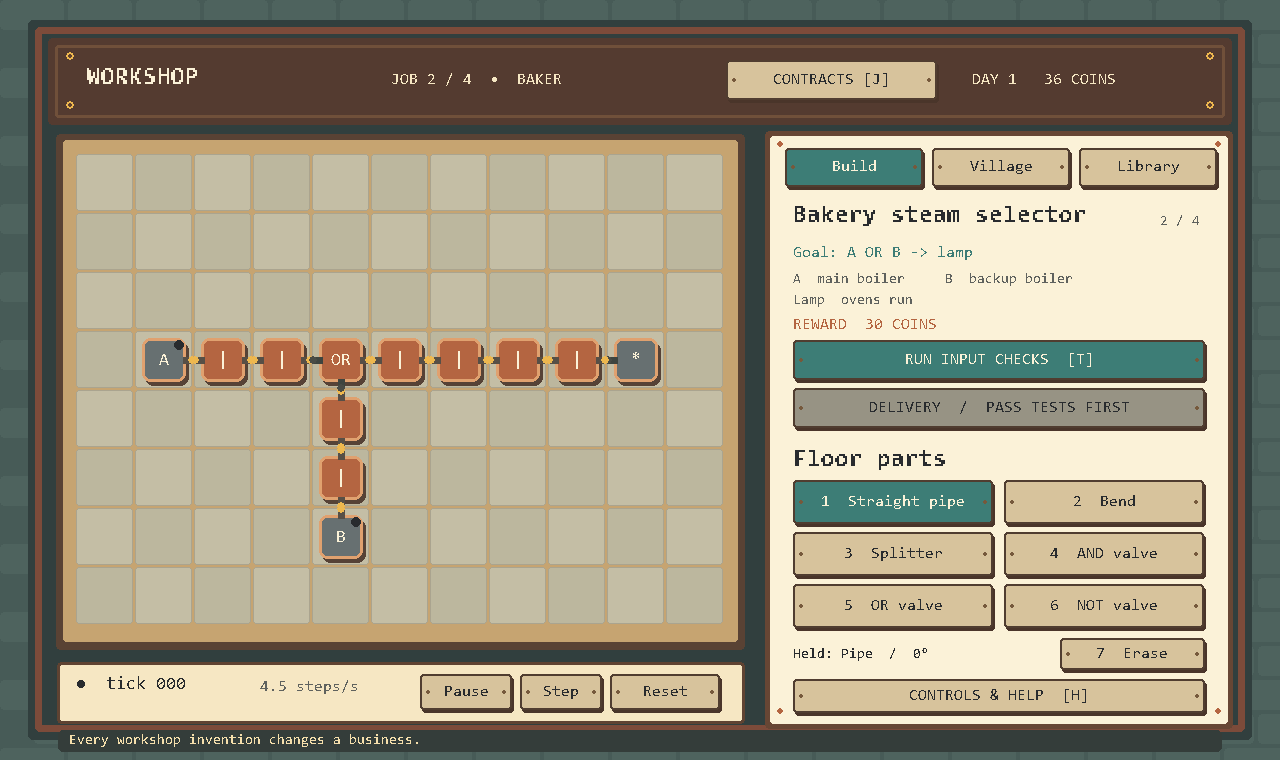 WORKSHOP
JOB 2 / 4 • BAKER
CONTRACTS [J]
DAY 1 36 COINS
Build
Village
Library
Bakery steam selector
2 / 4
Goal: A OR B -> lamp
A main boiler B backup boiler
Lamp ovens run
REWARD 30 COINS
RUN INPUT CHECKS [T]
DELIVERY / PASS TESTS FIRST
A | | OR | | | | *
|
|
B
Floor parts
1 Straight pipe
2 Bend
3 Splitter
4 AND valve
5 OR valve
6 NOT valve
Held: Pipe / 0°
7 Erase
CONTROLS & HELP [H]
tick 000
4.5 steps/s
Pause
Step
Reset
Every workshop invention changes a business.